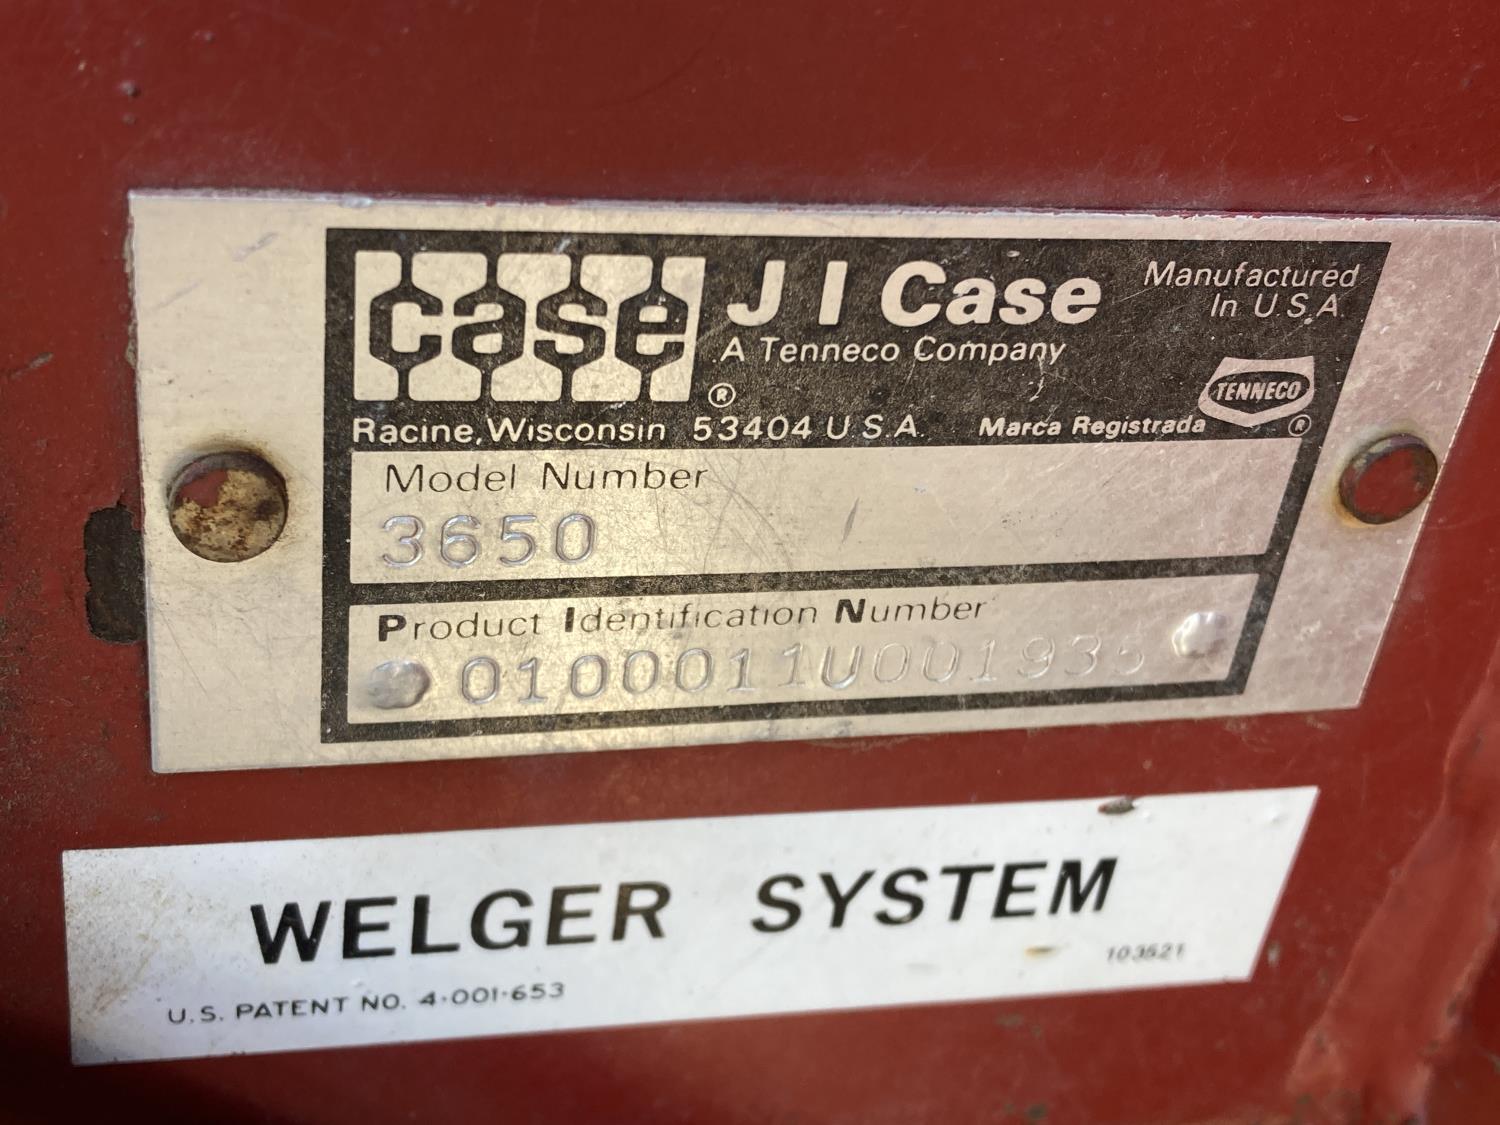 case
J I Case
Manufactured
In U.S.A.
A Tenneco Company
TENNECO
®
®
Racine, Wisconsin 53404 U S.A. Marca Registrada
Model Number
3650
Product Identification Number
0100011U001935
WELGER SYSTEM
U.S. PATENT NO. 4·001·653
103521